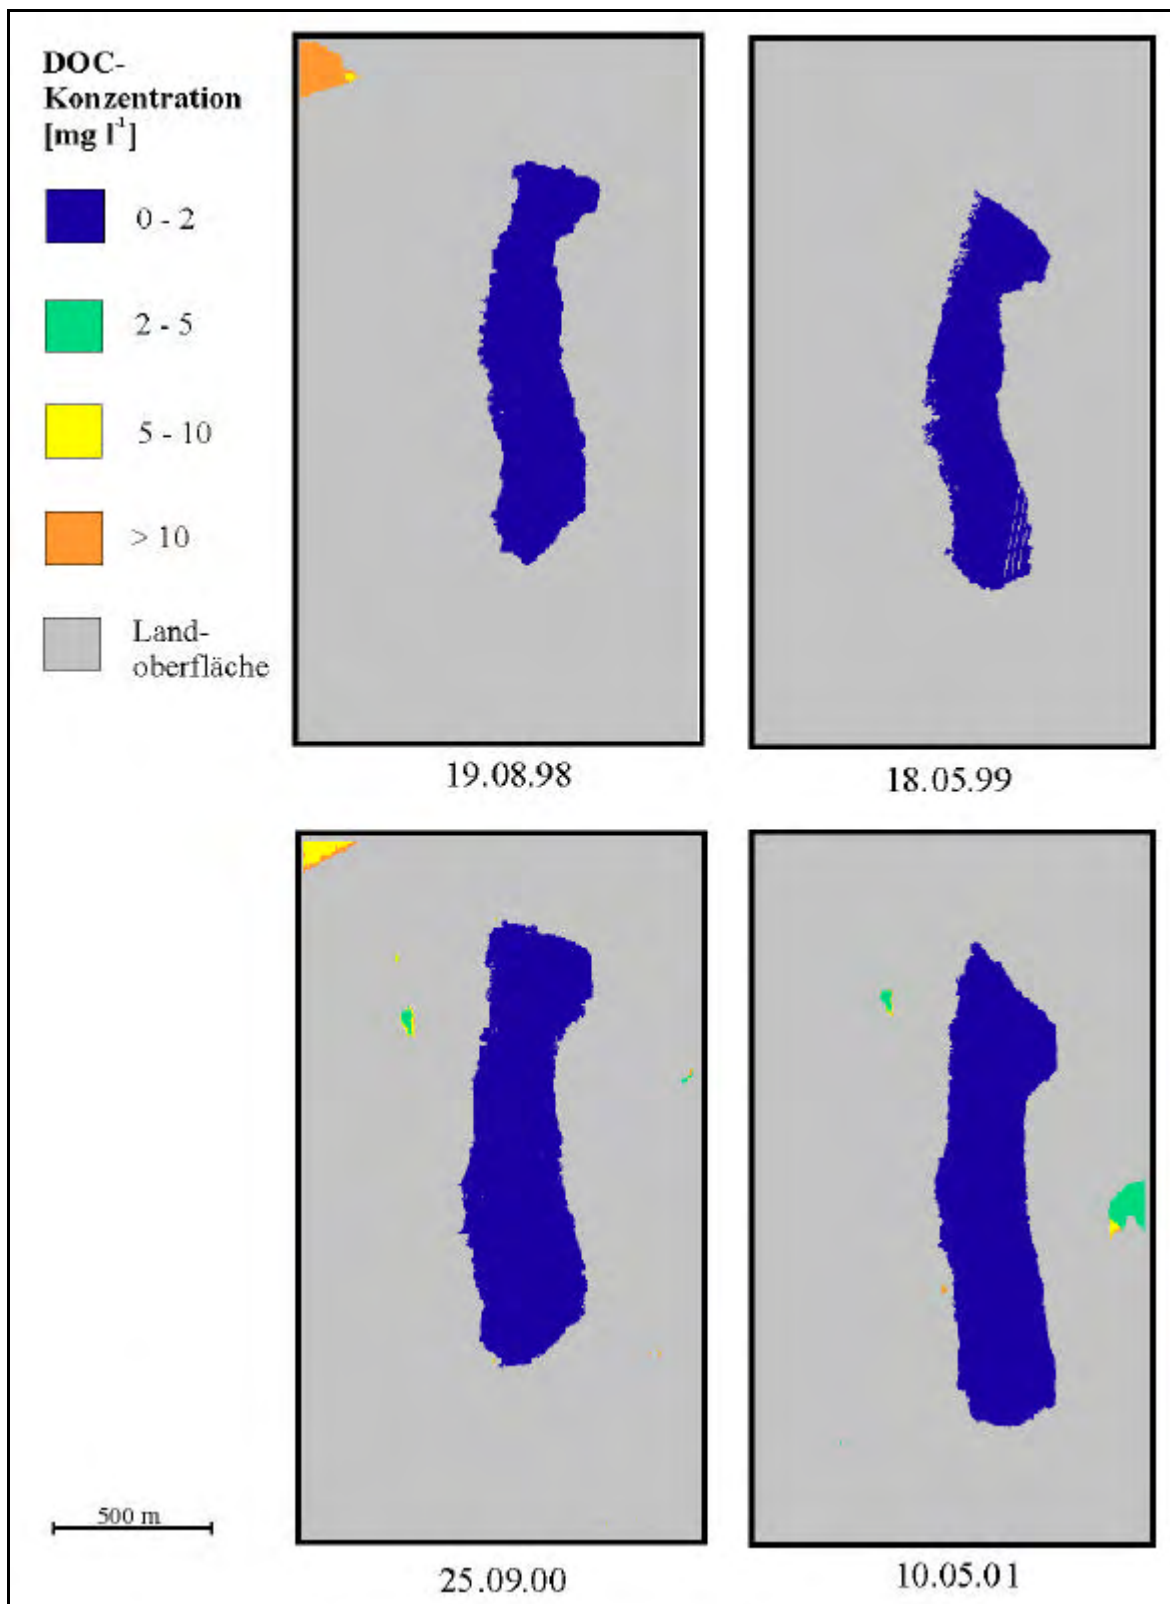 DOC-
Konzentration
[mg l⁻¹]
0 - 2
2 - 5
5 - 10
> 10
Land-
oberfläche
19.08.98
18.05.99
25.09.00
10.05.01
500 m